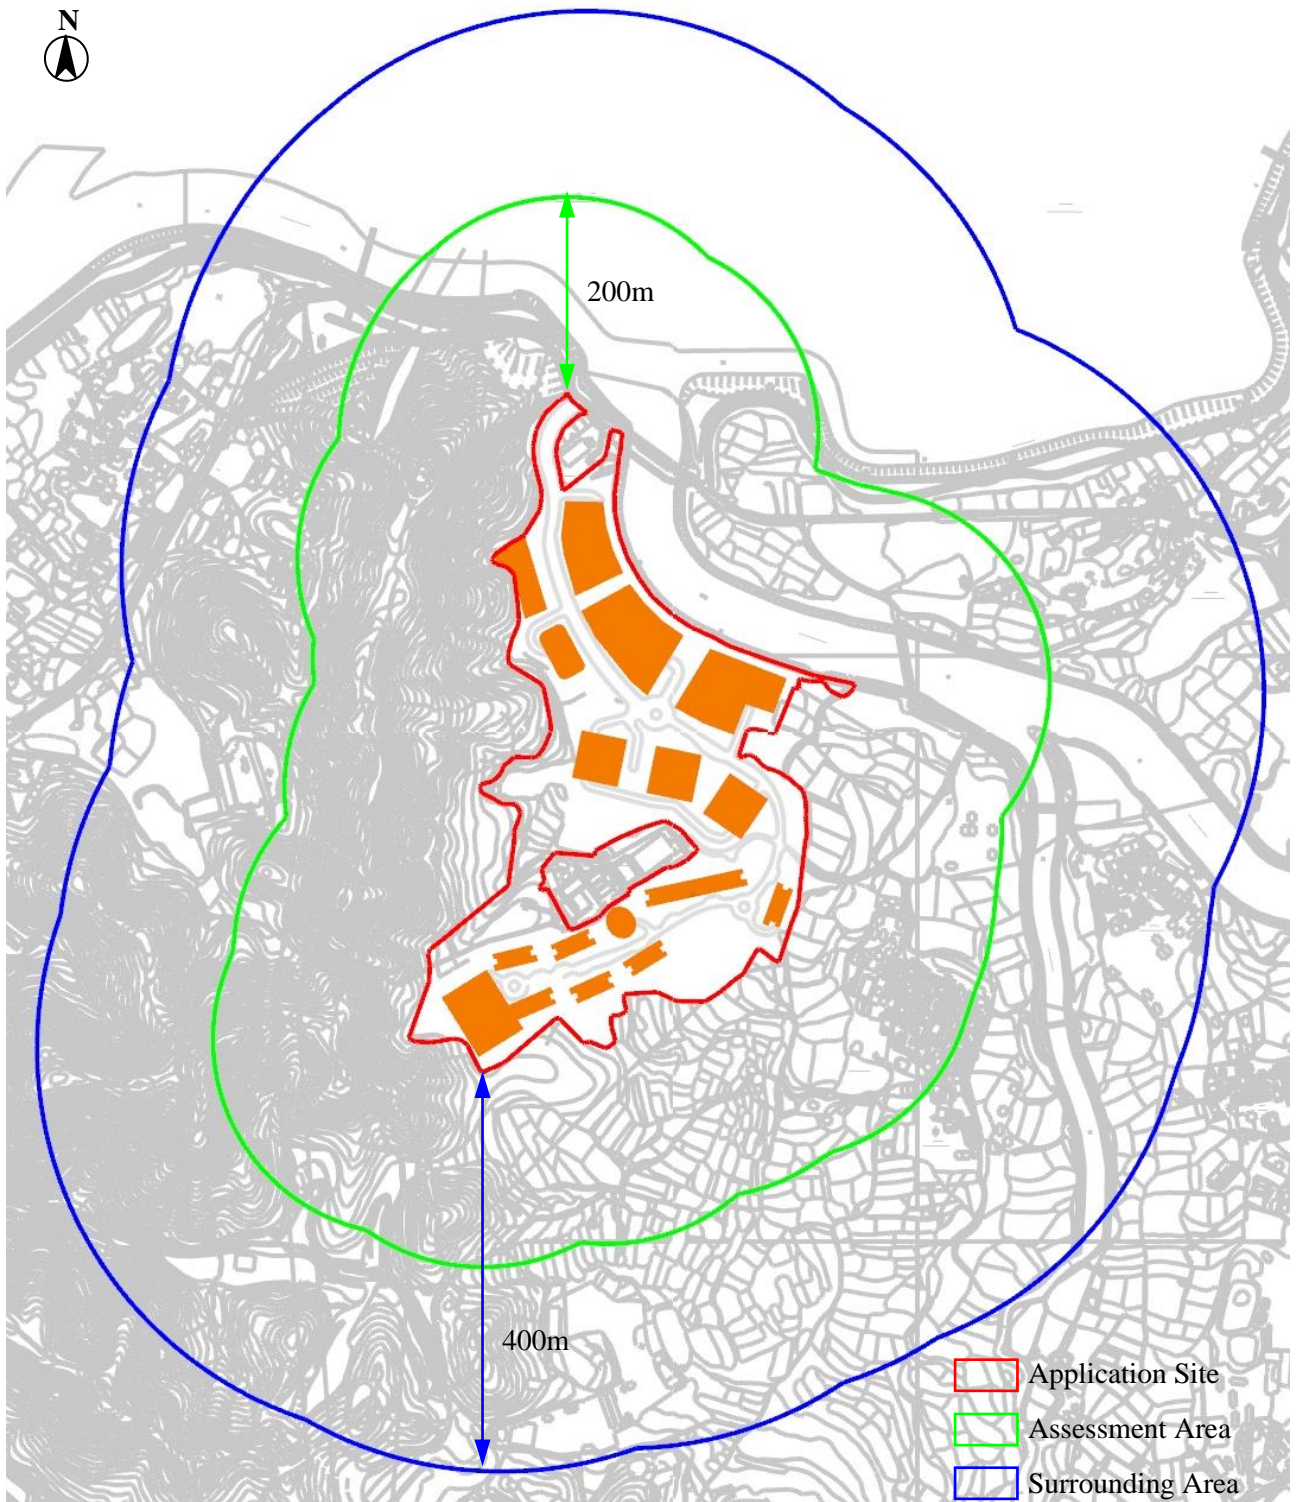 N
200m
400m
Application Site
Assessment Area
Surrounding Area